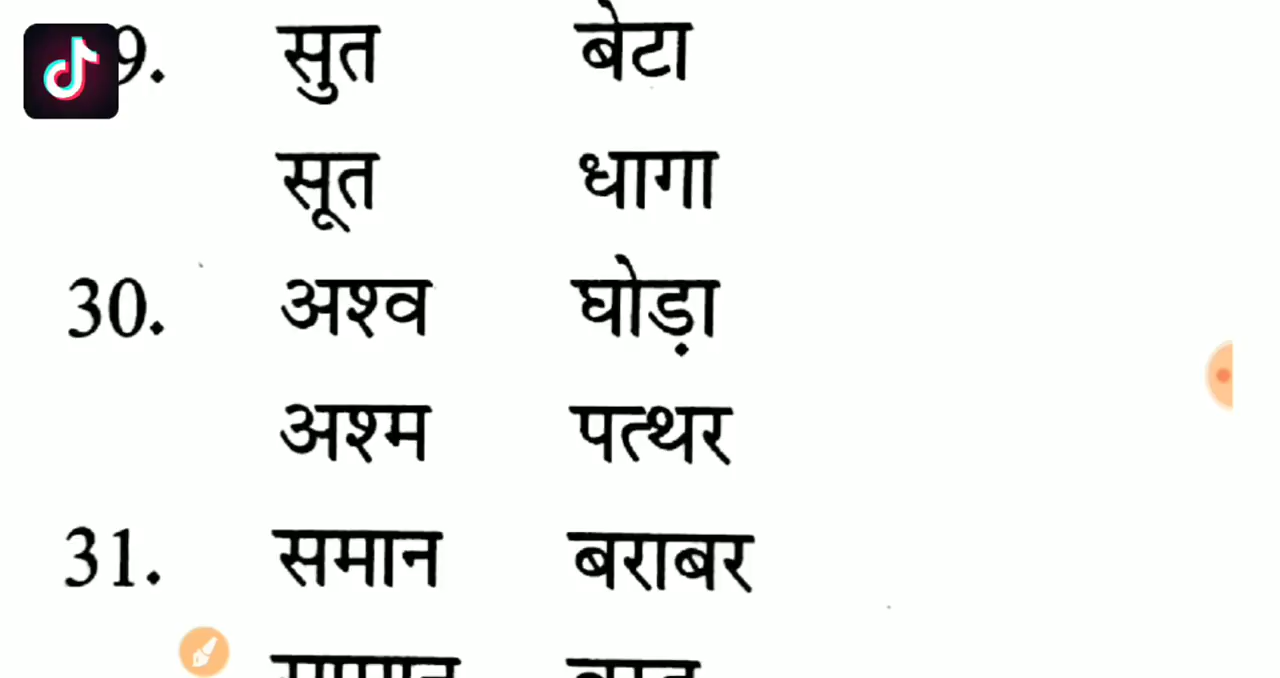 9. सुत बेटा
सूत धागा
30. अश्व घोड़ा
अश्म पत्थर
31. समान बराबर